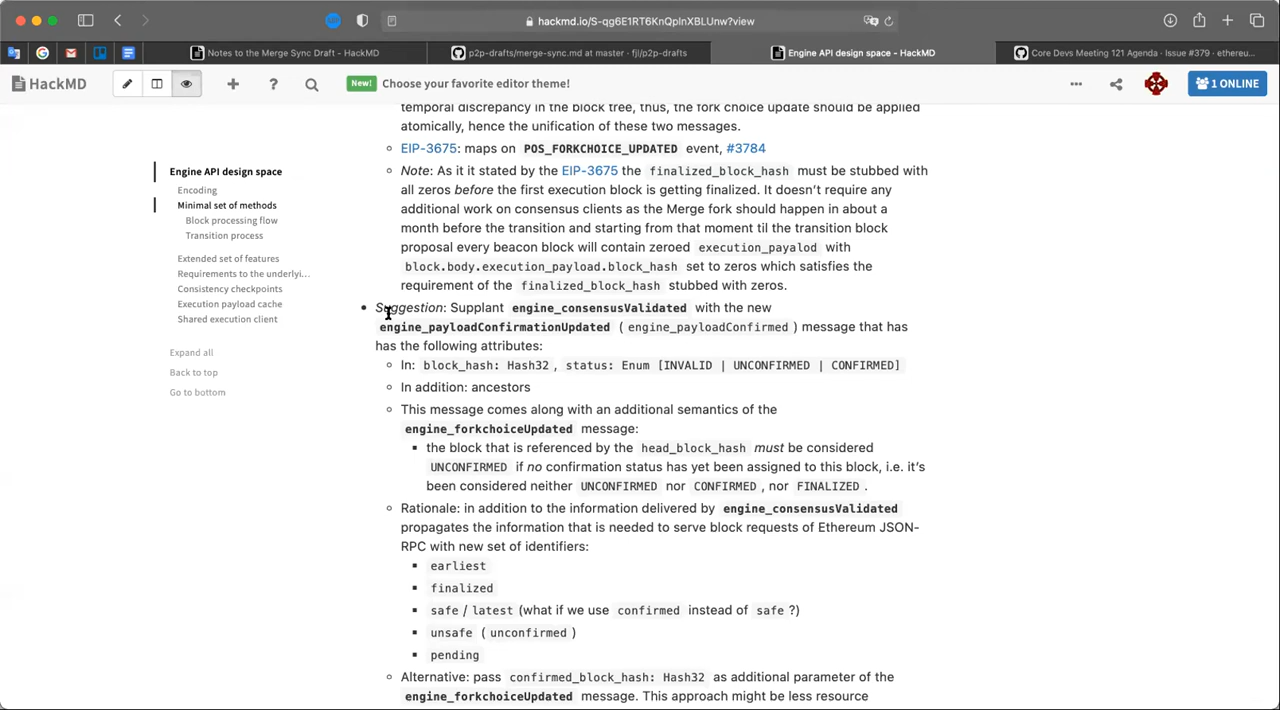 hackmd.io/S-qg6E1RT6KnQpInXBLUnw?view
Notes to the Merge Sync Draft - HackMD
p2p-drafts/merge-sync.md at master · fjl/p2p-drafts
Engine API design space - HackMD
Core Devs Meeting 121 Agenda · Issue #379 · ethereu...
HackMD
New!
Choose your favorite editor theme!
1 ONLINE
Engine API design space
Encoding
Minimal set of methods
Block processing flow
Transition process
Extended set of features
Requirements to the underlyi...
Consistency checkpoints
Execution payload cache
Shared execution client
Expand all
Back to top
Go to bottom
temporal discrepancy in the block tree, thus, the fork choice update should be applied
atomically, hence the unification of these two messages.
EIP-3675: maps on POS_FORKCHOICE_UPDATED event, #3784
Note: As it it stated by the EIP-3675 the finalized_block_hash must be stubbed with
all zeros before the first execution block is getting finalized. It doesn't require any
additional work on consensus clients as the Merge fork should happen in about a
month before the transition and starting from that moment til the transition block
proposal every beacon block will contain zeroed execution_payalod with
block.body.execution_payload.block_hash set to zeros which satisfies the
requirement of the finalized_block_hash stubbed with zeros.
Suggestion: Supplant engine_consensusValidated with the new
engine_payloadConfirmationUpdated ( engine_payloadConfirmed ) message that has
has the following attributes:
In: block_hash: Hash32 , status: Enum [INVALID | UNCONFIRMED | CONFIRMED]
In addition: ancestors
This message comes along with an additional semantics of the
engine_forkchoiceUpdated message:
the block that is referenced by the head_block_hash must be considered
UNCONFIRMED if no confirmation status has yet been assigned to this block, i.e. it's
been considered neither UNCONFIRMED nor CONFIRMED , nor FINALIZED .
Rationale: in addition to the information delivered by engine_consensusValidated
propagates the information that is needed to serve block requests of Ethereum JSON-
RPC with new set of identifiers:
earliest
finalized
safe / latest (what if we use confirmed instead of safe ?)
unsafe ( unconfirmed )
pending
Alternative: pass confirmed_block_hash: Hash32 as additional parameter of the
engine_forkchoiceUpdated message. This approach might be less resource